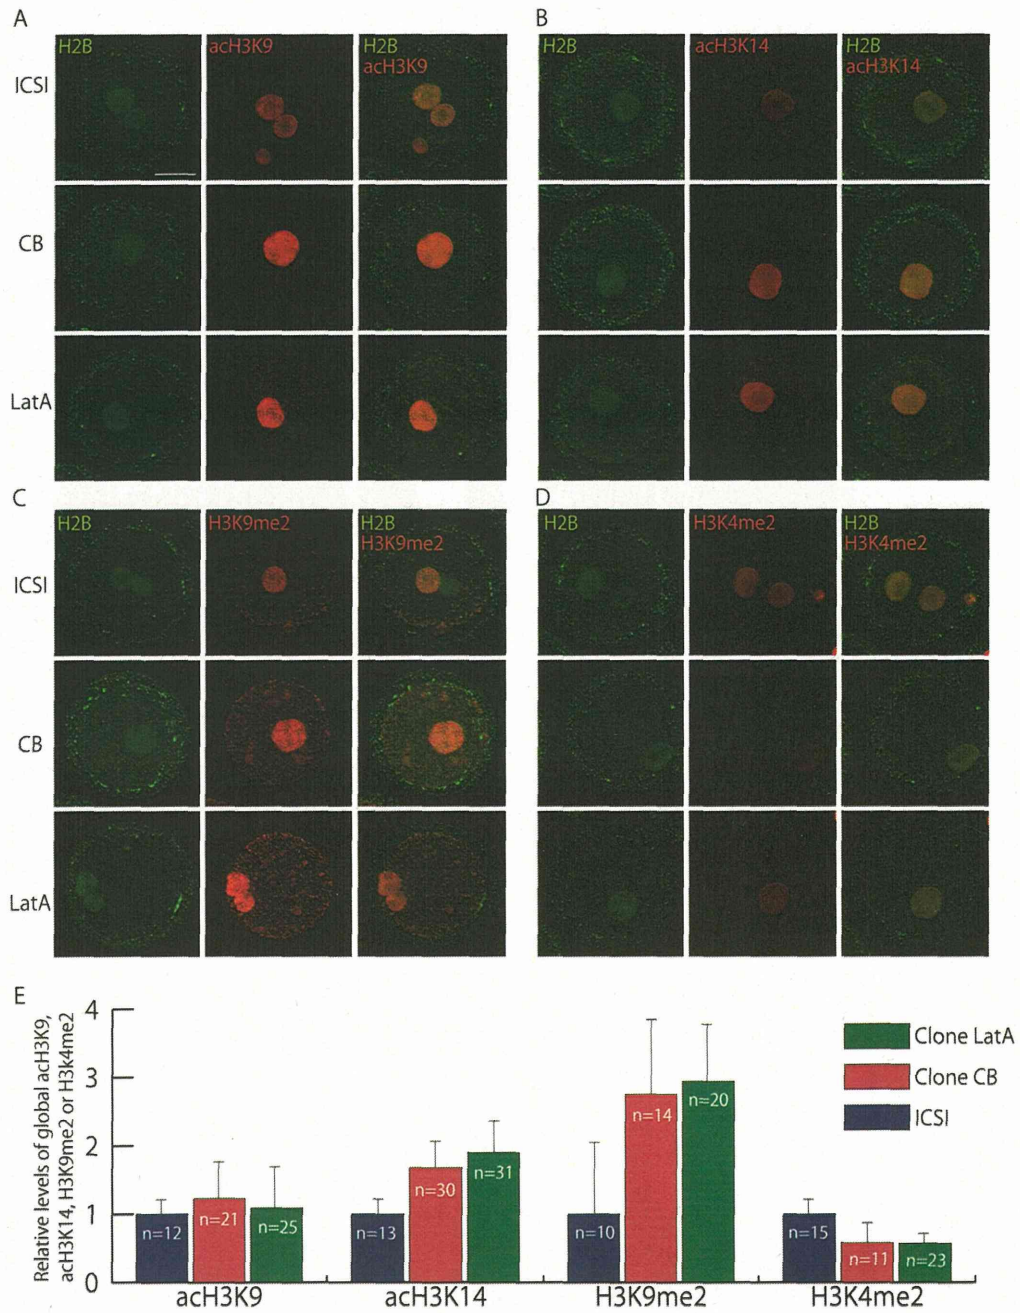 A
B
H2B
acH3K9
H2B
acH3K9
H2B
acH3K14
H2B
acH3K14
ICSI
CB
LatA
C
D
H2B
H3K9me2
H2B
H3K9me2
H2B
H3K4me2
H2B
H3K4me2
ICSI
CB
LatA
E
Relative levels of global acH3K9,
acH3K14, H3K9me2 or H3k4me2
4
3
2
1
0
n=12
n=21
n=25
n=13
n=30
n=31
n=10
n=14
n=20
n=15
n=11
n=23
Clone LatA
Clone CB
ICSI
acH3K9
acH3K14
H3K9me2
H3K4me2